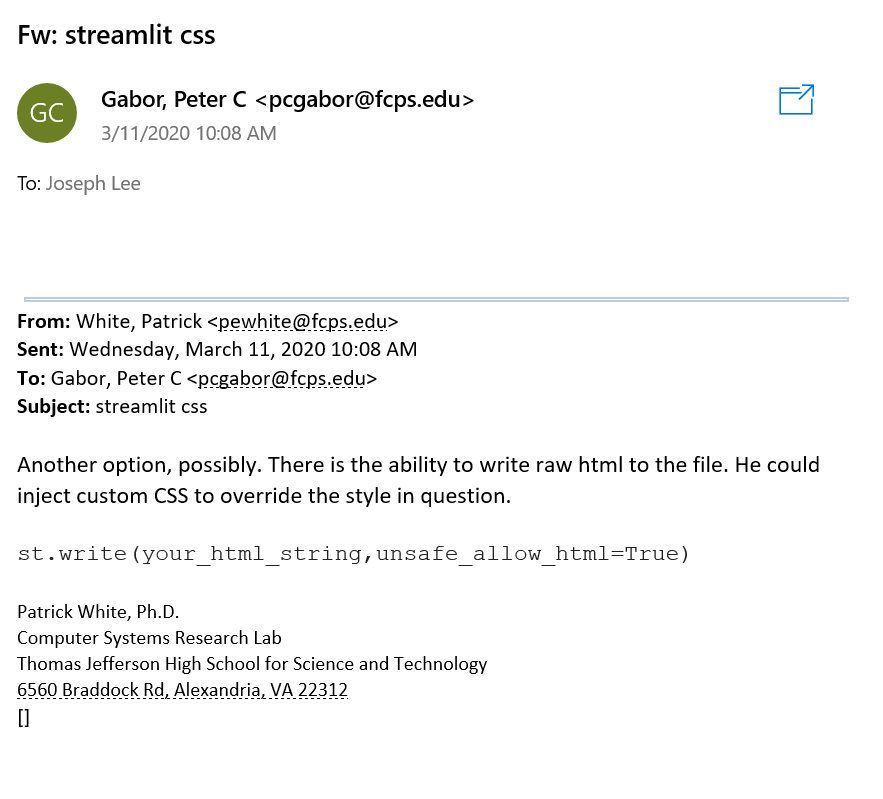 Fw: streamlit css
GC
Gabor, Peter C <pcgabor@fcps.edu>
3/11/2020 10:08 AM
To: Joseph Lee
From: White, Patrick <pewhite@fcps.edu>
Sent: Wednesday, March 11, 2020 10:08 AM
To: Gabor, Peter C <pcgabor@fcps.edu>
Subject: streamlit css
Another option, possibly. There is the ability to write raw html to the file. He could
inject custom CSS to override the style in question.
st.write(your_html_string,unsafe_allow_html=True)
Patrick White, Ph.D.
Computer Systems Research Lab
Thomas Jefferson High School for Science and Technology
6560 Braddock Rd, Alexandria, VA 22312
[]